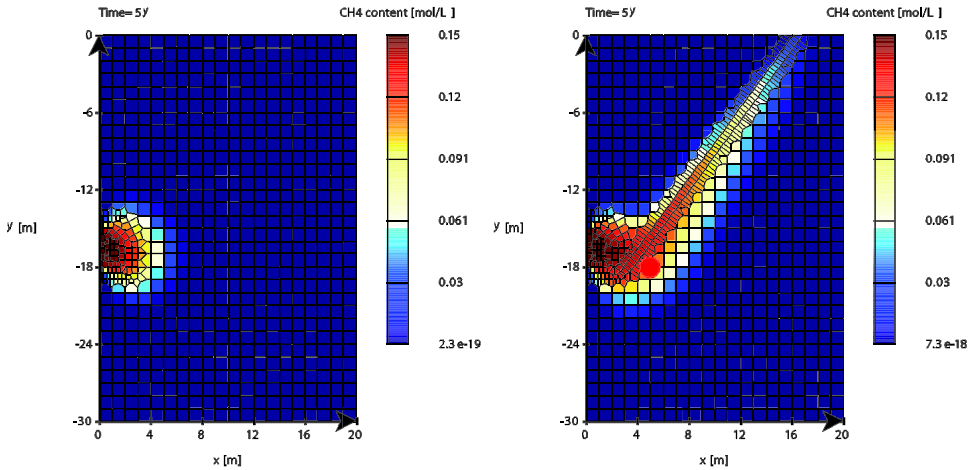 Time= 5 y CH4 content [mol/L ]
0 0.15
-6 0.12
-12 0.091
y [m] 0.061
-18 0.03
-24 2.3 e-19
-30
0 4 8 12 16 20
x [m]
Time= 5 y CH4 content [mol/L ]
0 0.15
-6 0.12
-12 0.091
y [m] 0.061
-18 0.03
-24 7.3 e-18
-30
0 4 8 12 16 20
x [m]